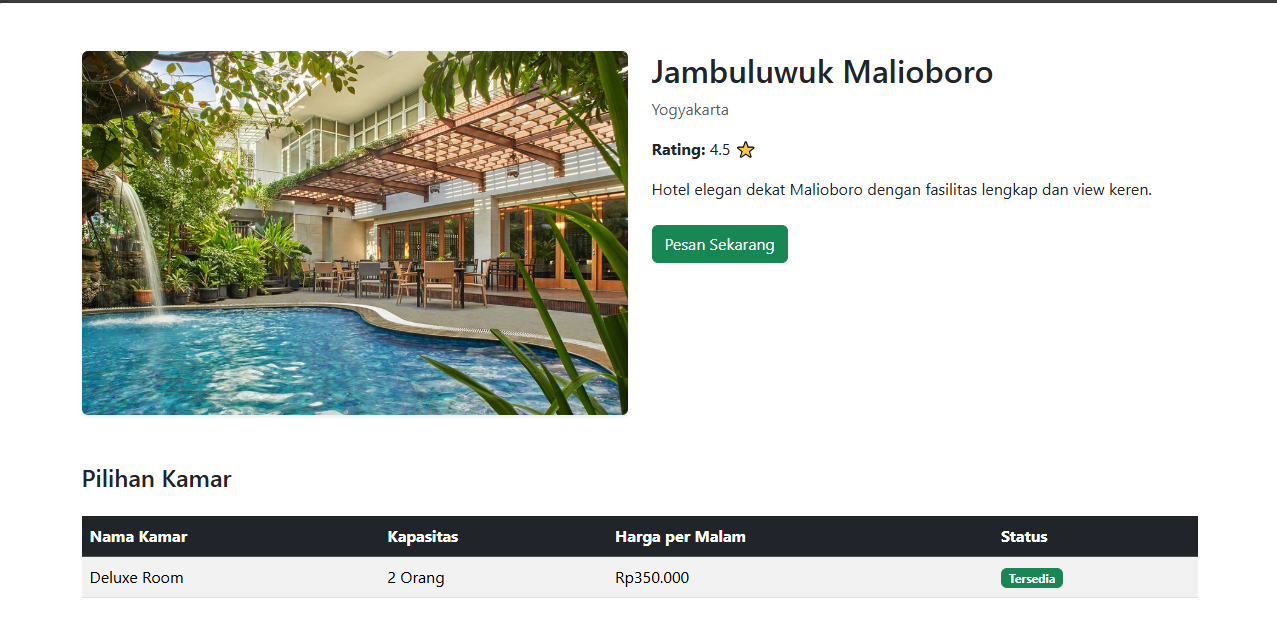 Jambuluwuk Malioboro
Yogyakarta
Rating: 4.5 ⭐
Hotel elegan dekat Malioboro dengan fasilitas lengkap dan view keren.
Pesan Sekarang
Pilihan Kamar
Nama Kamar Kapasitas Harga per Malam Status
Deluxe Room 2 Orang Rp350.000 Tersedia